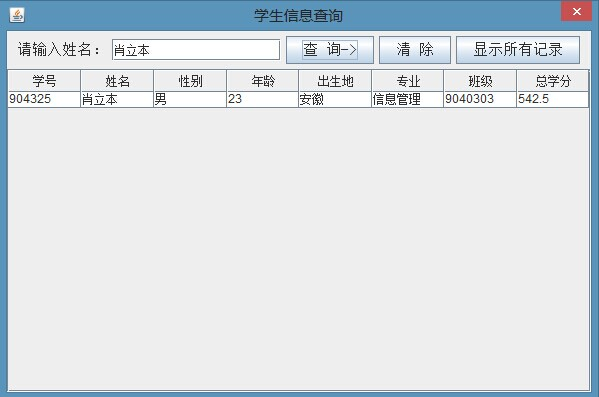 学生信息查询
请输入姓名： 肖立本 查 询-> 清 除 显示所有记录
学号 姓名 性别 年龄 出生地 专业 班级 总学分
904325 肖立本 男 23 安徽 信息管理 9040303 542.5